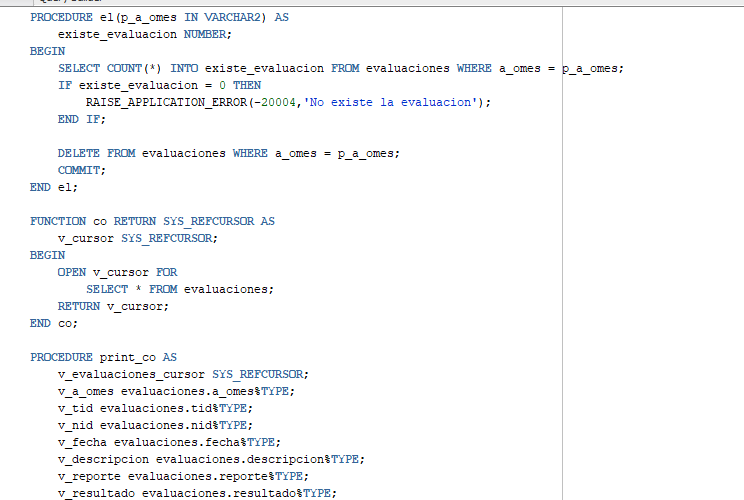 PROCEDURE el(p_a_omes IN VARCHAR2) AS
    existe_evaluacion NUMBER;
BEGIN
    SELECT COUNT(*) INTO existe_evaluacion FROM evaluaciones WHERE a_omes = p_a_omes;
    IF existe_evaluacion = 0 THEN
        RAISE_APPLICATION_ERROR(-20004,'No existe la evaluacion');
    END IF;

    DELETE FROM evaluaciones WHERE a_omes = p_a_omes;
    COMMIT;
END el;

FUNCTION co RETURN SYS_REFCURSOR AS
    v_cursor SYS_REFCURSOR;
BEGIN
    OPEN v_cursor FOR
        SELECT * FROM evaluaciones;
    RETURN v_cursor;
END co;

PROCEDURE print_co AS
    v_evaluaciones_cursor SYS_REFCURSOR;
    v_a_omes evaluaciones.a_omes%TYPE;
    v_tid evaluaciones.tid%TYPE;
    v_nid evaluaciones.nid%TYPE;
    v_fecha evaluaciones.fecha%TYPE;
    v_descripcion evaluaciones.descripcion%TYPE;
    v_reporte evaluaciones.reporte%TYPE;
    v_resultado evaluaciones.resultado%TYPE;